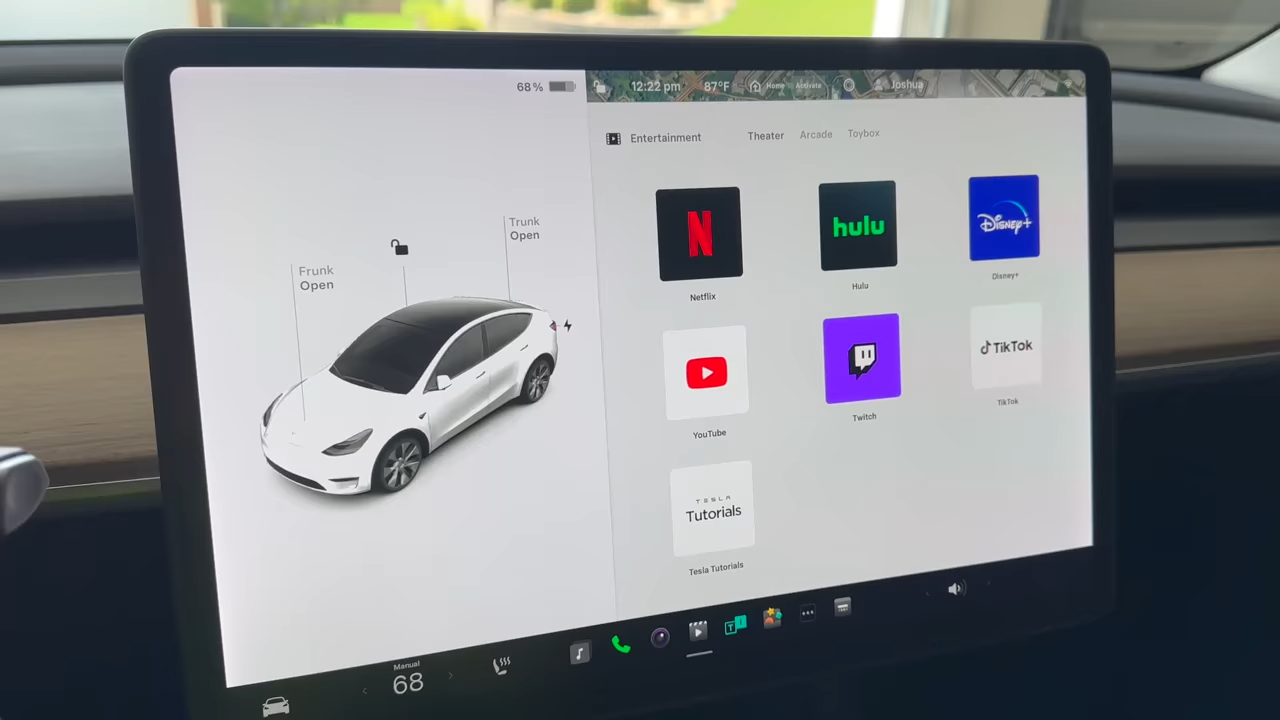 68%
12:22 pm
87°F
Home
Activate
Joshua
Entertainment
Theater
Arcade
Toybox
Trunk
Open
Frunk
Open
N
hulu
Disney+
Netflix
Hulu
Disney+
TikTok
YouTube
Twitch
TikTok
TESLA
Tutorials
Tesla Tutorials
Manual
68